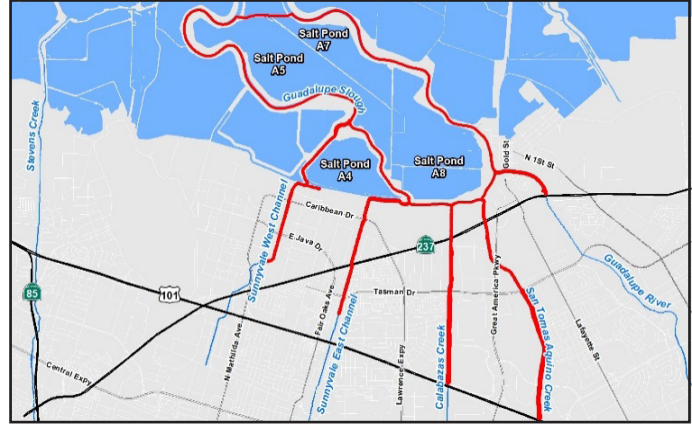 Salt Pond
A7
Salt Pond
A5
Guadalupe Slough
Stevens Creek
Gold St
N 1St St
Salt Pond
A4
Salt Pond
A8
Sunnyvale West Channel
Caribbean Dr
E Java Dr
237
Guadalupe River
85
101
Tasman Dr
Great America Pkwy
San Tomas Aquino Creek
Fair Oaks Ave
Sunnyvale East Channel
N Mathilda Ave
Lawrence Expy
Calabazas Creek
Lafayette St
Central Expy